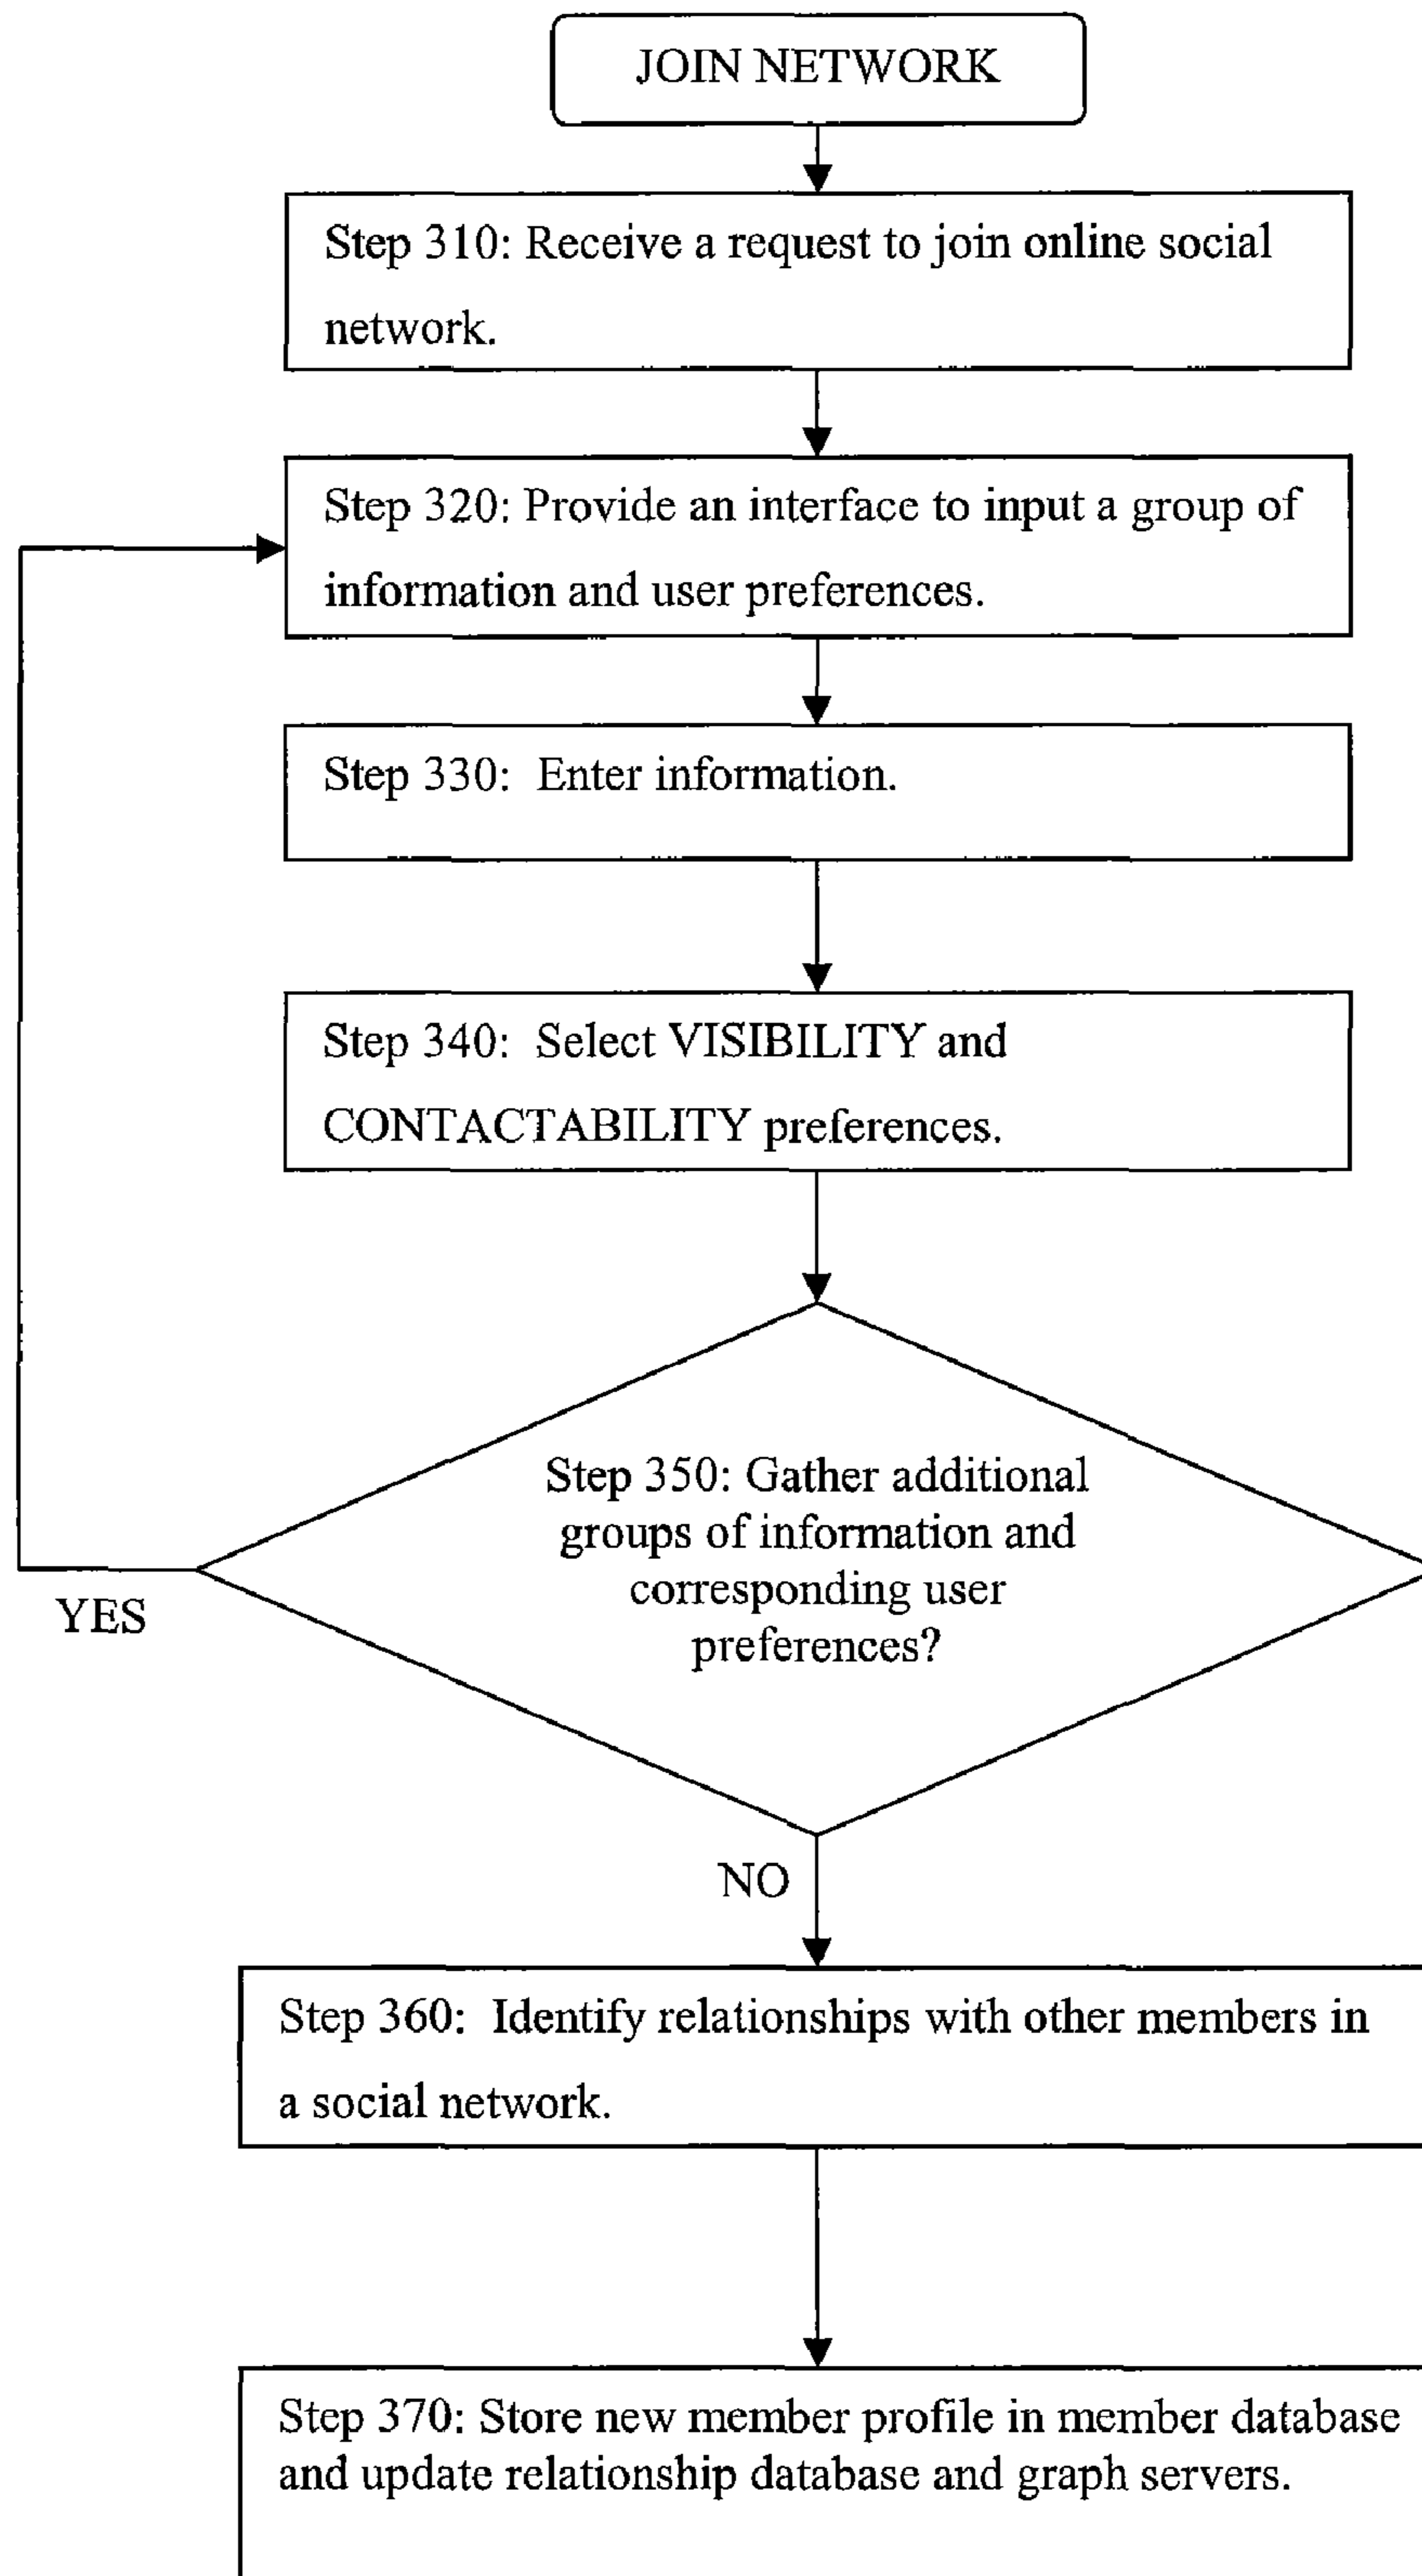 JOIN NETWORK
Step 310: Receive a request to join online social
network.
Step 320: Provide an interface to input a group of
information and user preferences.
Step 330: Enter information.
Step 340: Select VISIBILITY and
CONTACTABILITY preferences.
Step 350: Gather additional
groups of information and
corresponding user
preferences?
YES
NO
Step 360: Identify relationships with other members in
a social network.
Step 370: Store new member profile in member database
and update relationship database and graph servers.